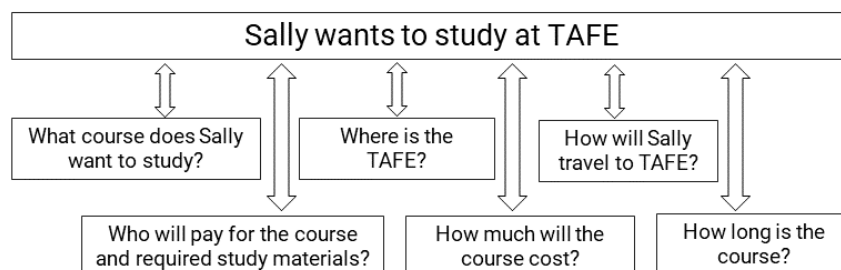 Sally wants to study at TAFE
What course does Sally
want to study?
Where is the
TAFE?
How will Sally
travel to TAFE?
Who will pay for the course
and required study materials?
How much will the
course cost?
How long is the
course?